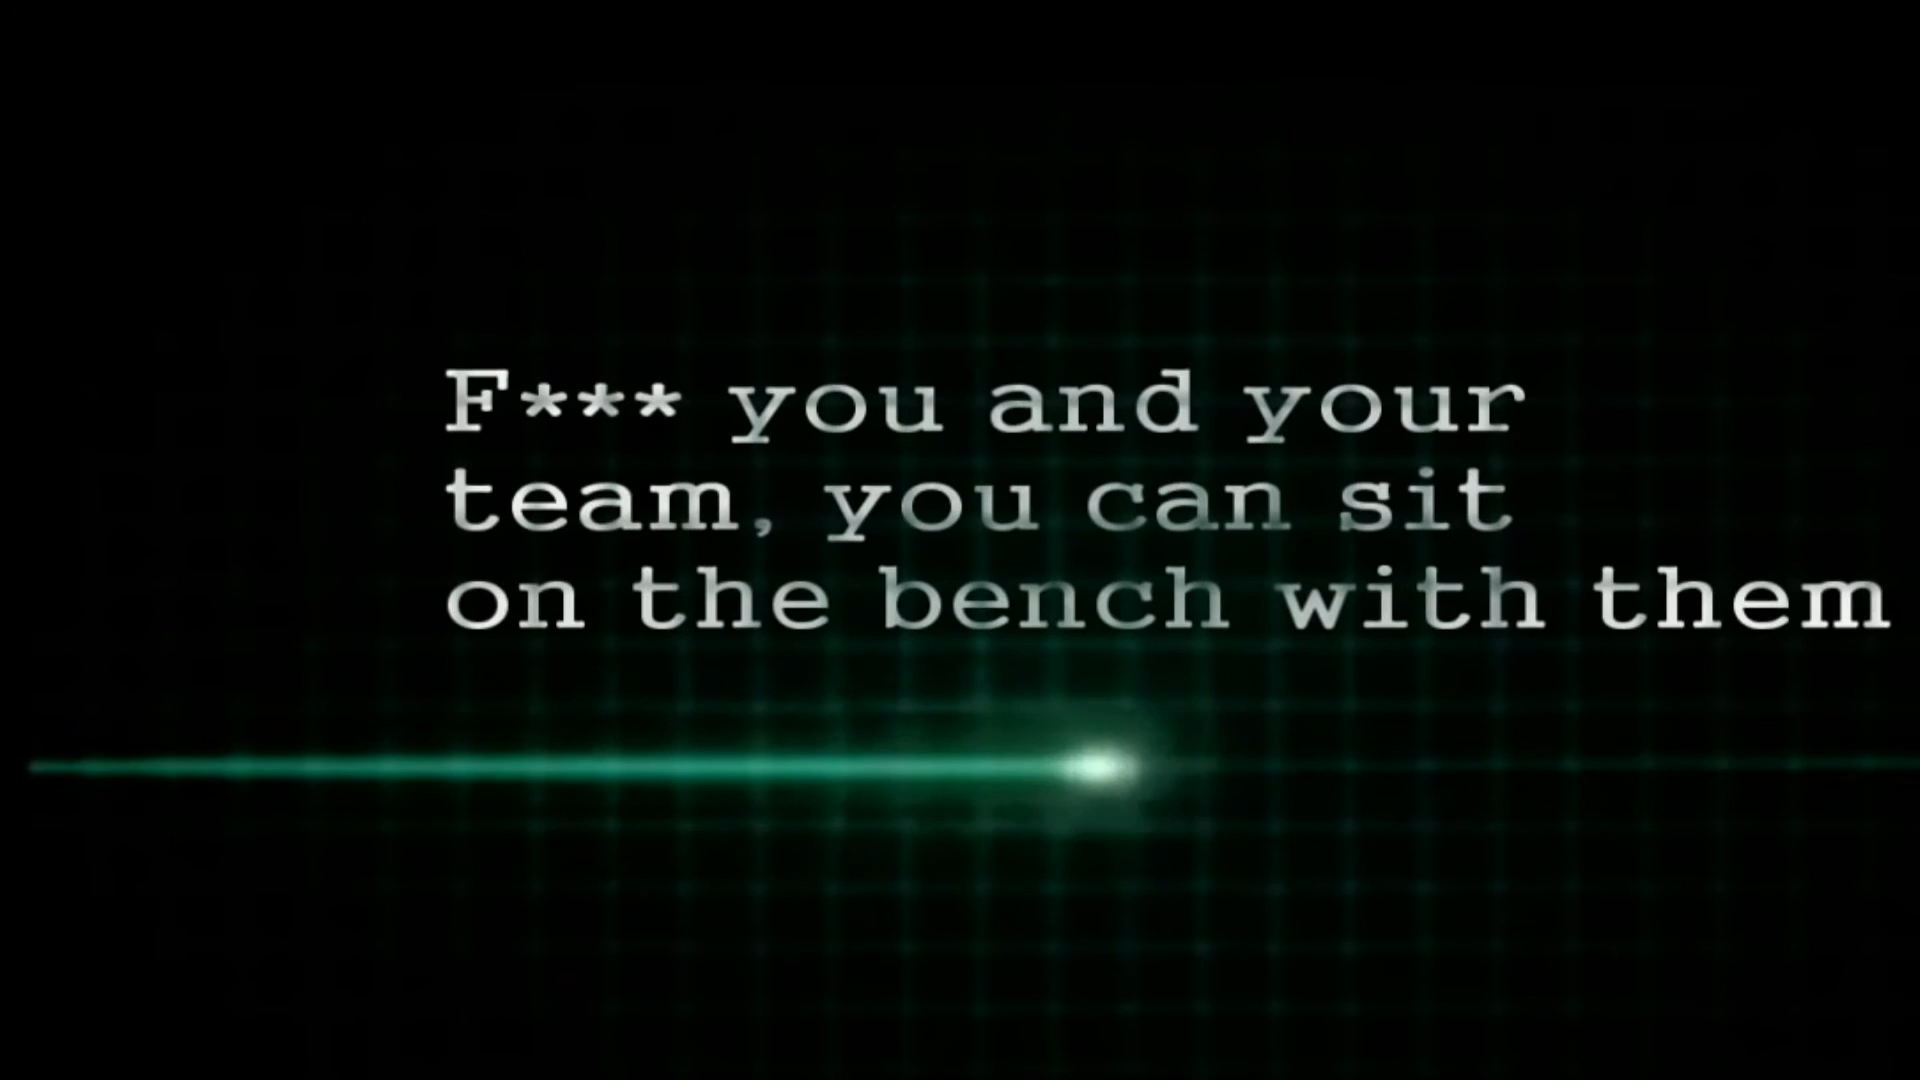 F*** you and your
team, you can sit
on the bench with them